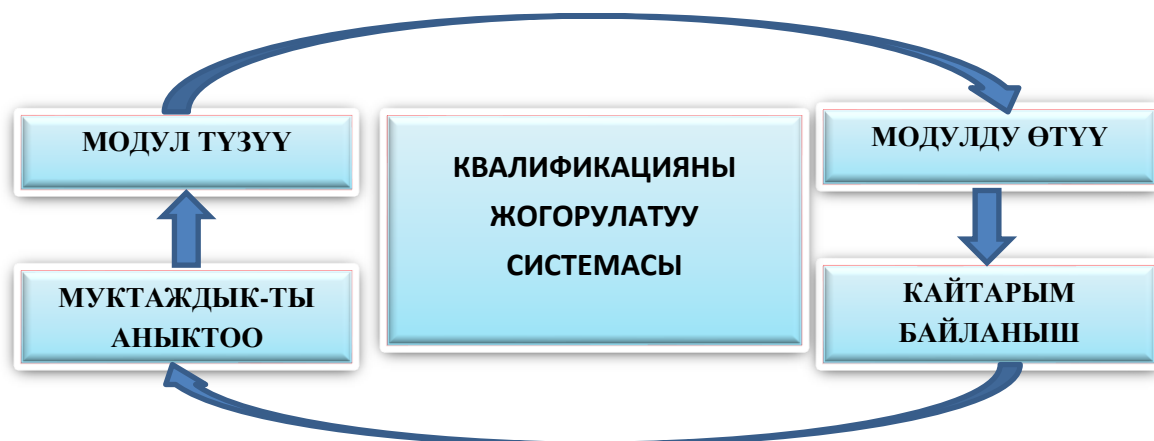 МОДУЛ ТҮЗҮҮ
КВАЛИФИКАЦИЯНЫ
ЖОГОРУЛАТУУ
СИСТЕМАСЫ
МОДУЛДУ ӨТҮҮ
МУКТАЖДЫК-ТЫ
АНЫКТОО
КАЙТАРЫМ
БАЙЛАНЫШ